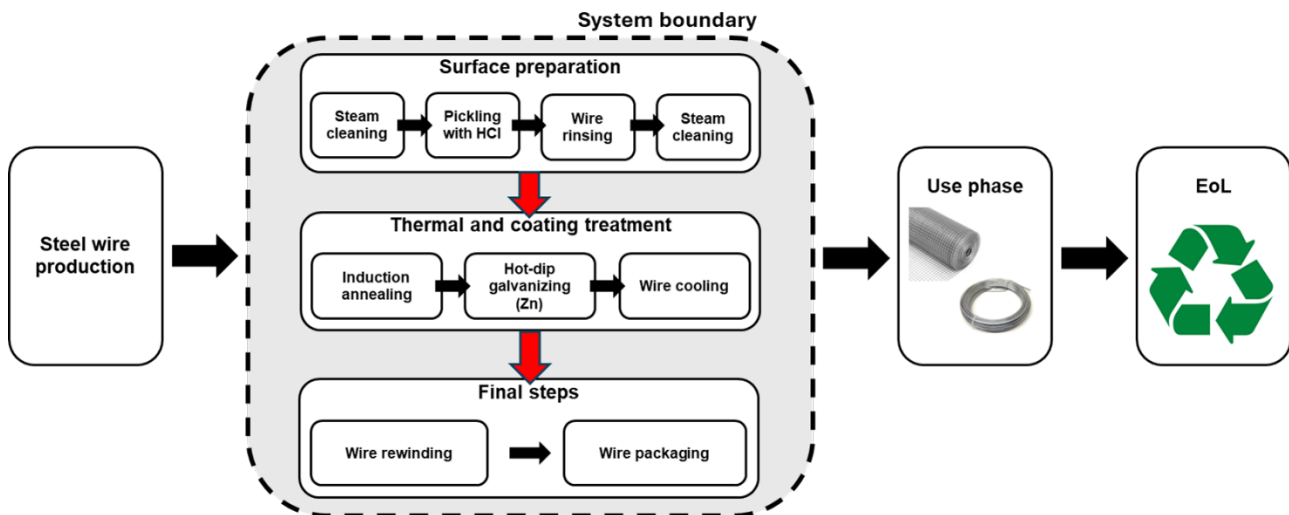 System boundary
Surface preparation
Steam
cleaning
Pickling
with HCl
Wire
rinsing
Steam
cleaning
Steel wire
production
Thermal and coating treatment
Induction
annealing
Hot-dip
galvanizing
(Zn)
Wire cooling
Final steps
Wire rewinding
Wire packaging
Use phase
EoL